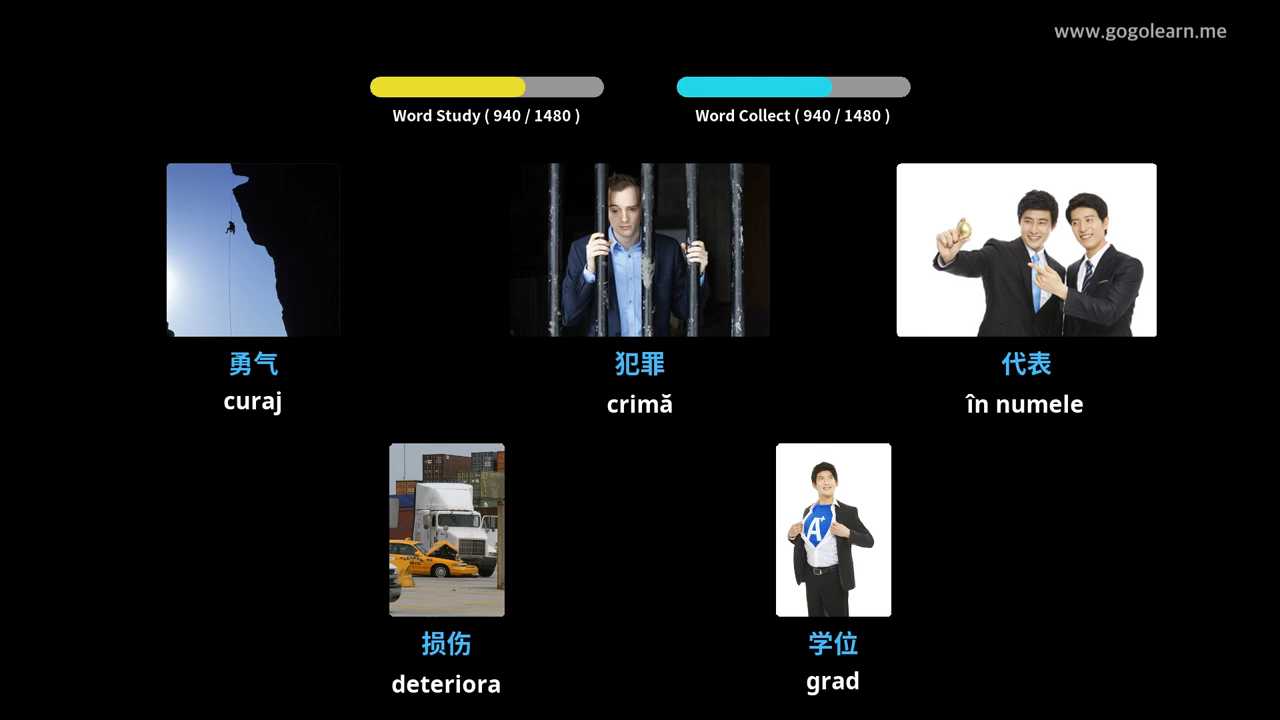 www.gogolearn.me
Word Study ( 940 / 1480 )
Word Collect ( 940 / 1480 )
勇气
curaj
犯罪
crimă
代表
în numele
A+
损伤
deteriora
学位
grad